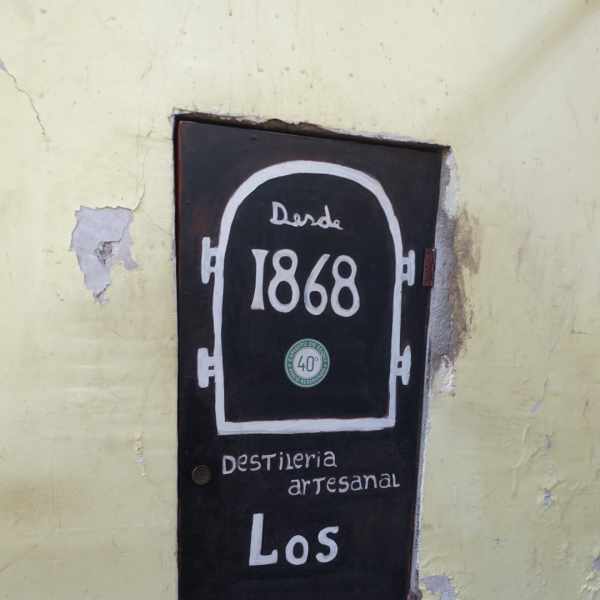 Desde
1868
40°
Destileria
artesanal
Los